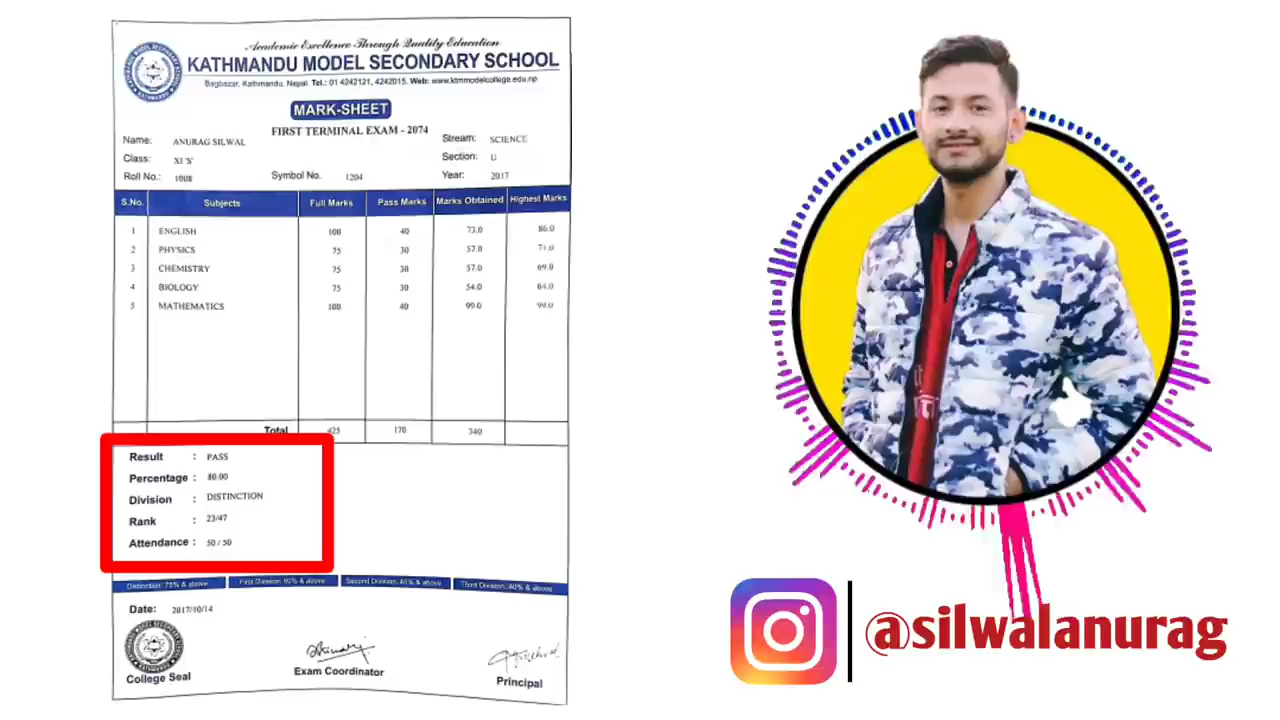 Academic Excellence Through Quality Education
KATHMANDU MODEL SECONDARY SCHOOL
Bagbazar, Kathmandu, Nepal Tel.: 01 4242121, 4242015, Web: www.ktmmodelcollege.edu.np
MARK-SHEET
FIRST TERMINAL EXAM - 2074
Name: ANURAG SILWAL Stream: SCIENCE
Class: XI 'S' Section: U
Roll No.: 1008 Symbol No. 1204 Year: 2017
S.No. Subjects Full Marks Pass Marks Marks Obtained Highest Marks
1 ENGLISH 100 40 73.0 86.0
2 PHYSICS 75 30 57.0 71.0
3 CHEMISTRY 75 30 57.0 69.0
4 BIOLOGY 75 30 54.0 64.0
5 MATHEMATICS 100 40 99.0 99.0
Total 425 170 340
Result : PASS
Percentage : 80.00
Division : DISTINCTION
Rank : 23/47
Attendance : 50 / 50
Distinction: 75% & above First Division: 60% & above Second Division: 45% & above Third Division: 40% & above
Date: 2017/10/14
College Seal Exam Coordinator Principal
@silwalanurag